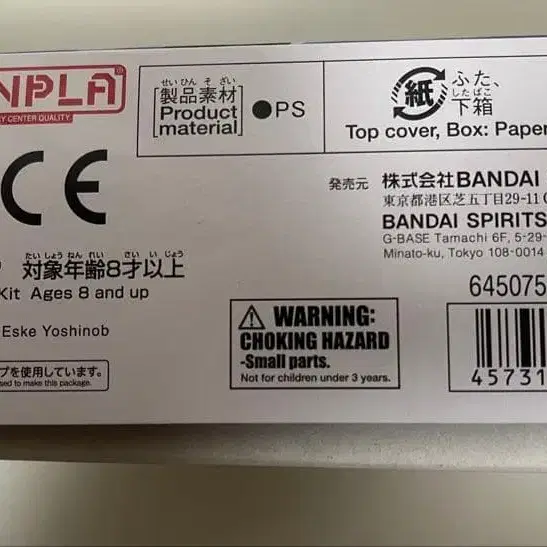 NPLA
Y CENTER QUALITY.
せいひんそざい
製品素材
Product
material
●PS
紙
ふた、
したばこ
下箱
Top cover, Box: Paper
CE
発売元
株式会社BANDAI
東京都港区芝五丁目29-11
BANDAI SPIRITS
G-BASE Tamachi 6F, 5-29-
Minato-ku, Tokyo 108-0014
たいしょうねんれい さい いじょう
対象年齢8才以上
Kit Ages 8 and up
Eske Yoshinob
プを使用しています。
sed to make this package.
WARNING:
CHOKING HAZARD
-Small parts.
Not for children under 3 years.
645075
45731